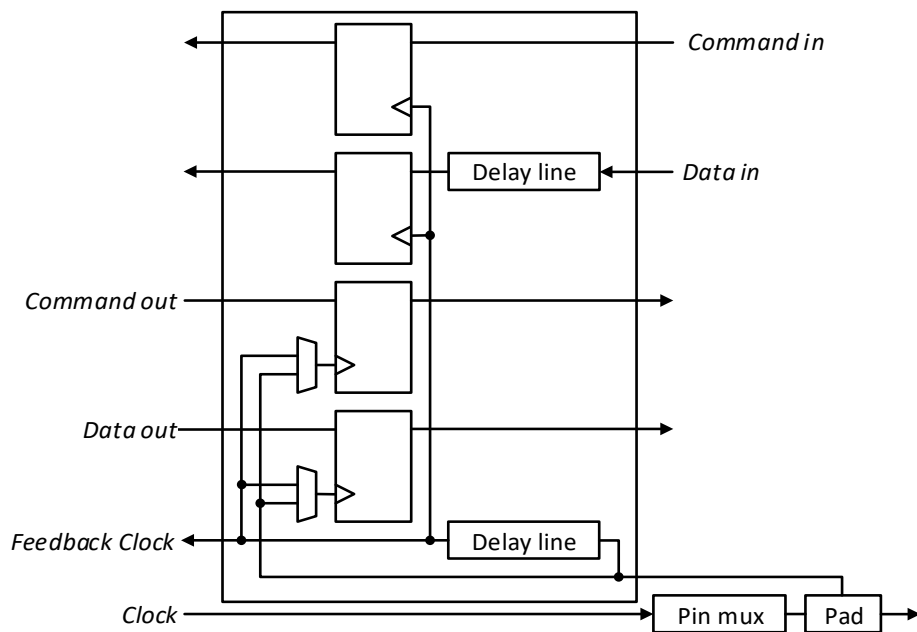 Command in
Delay line
Data in
Command out
Data out
Feedback Clock
Delay line
Clock
Pin mux
Pad